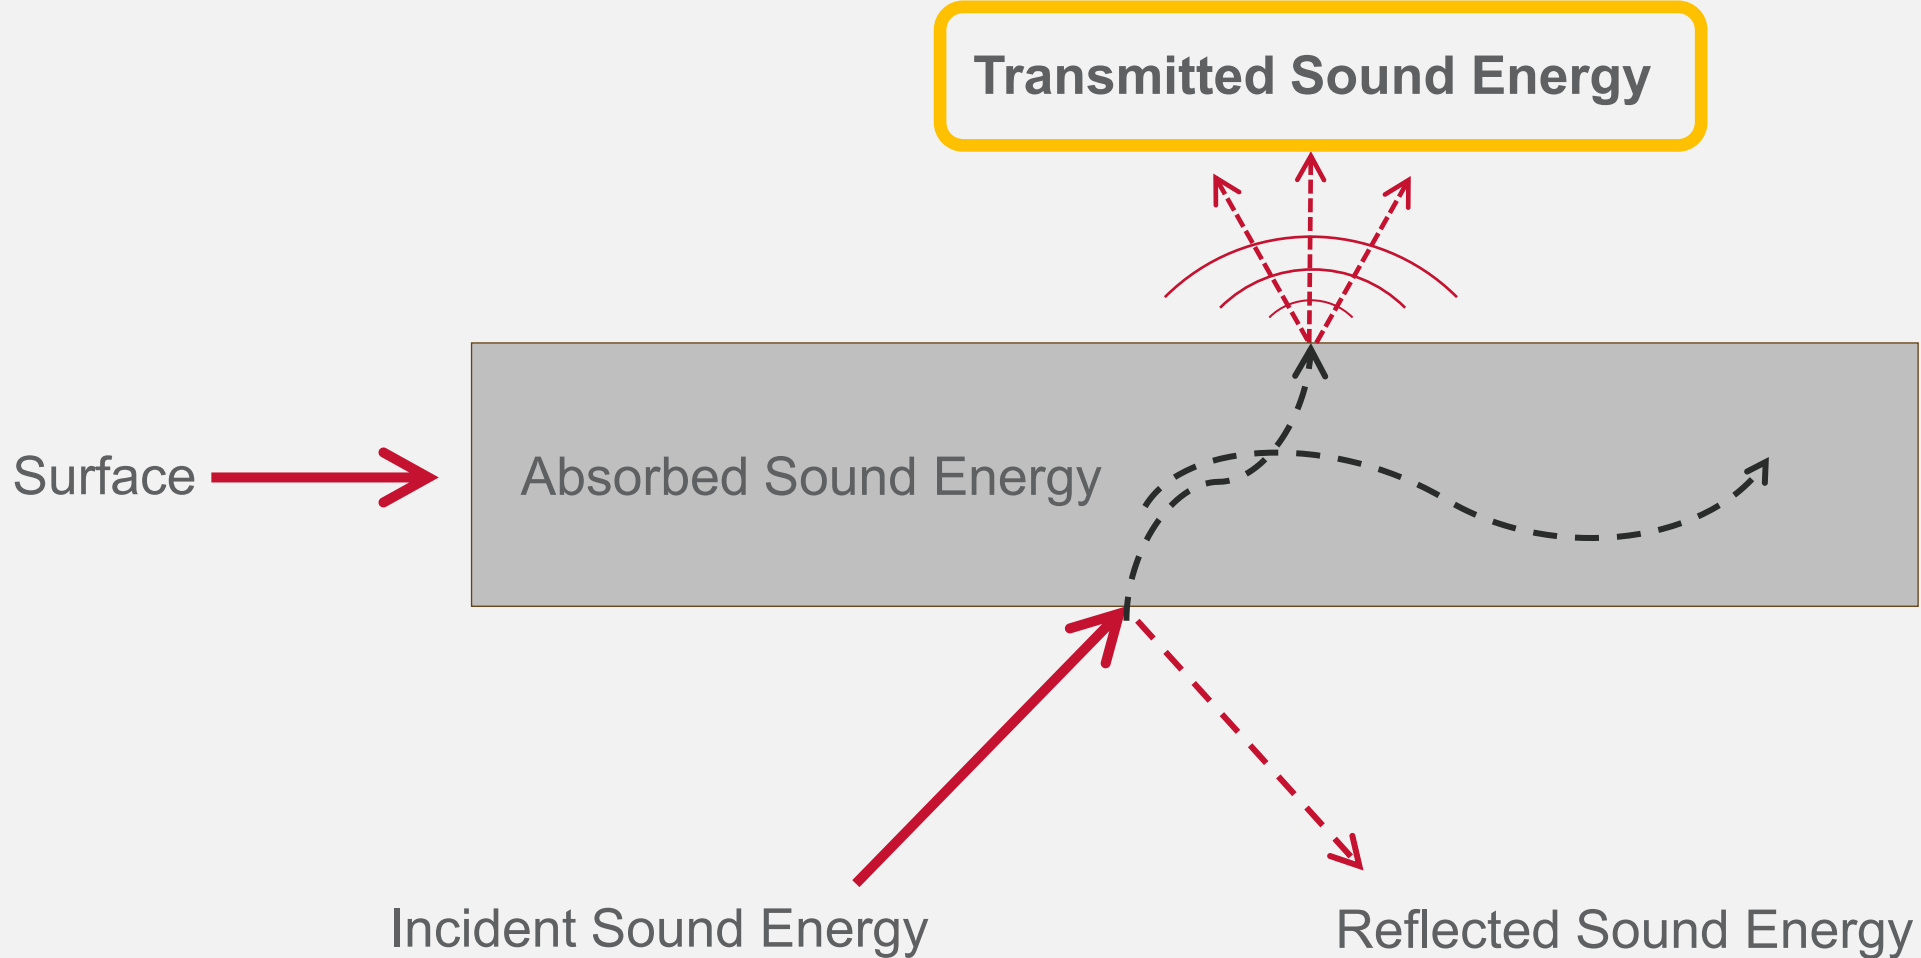 Transmitted Sound Energy
Surface
Absorbed Sound Energy
Incident Sound Energy
Reflected Sound Energy